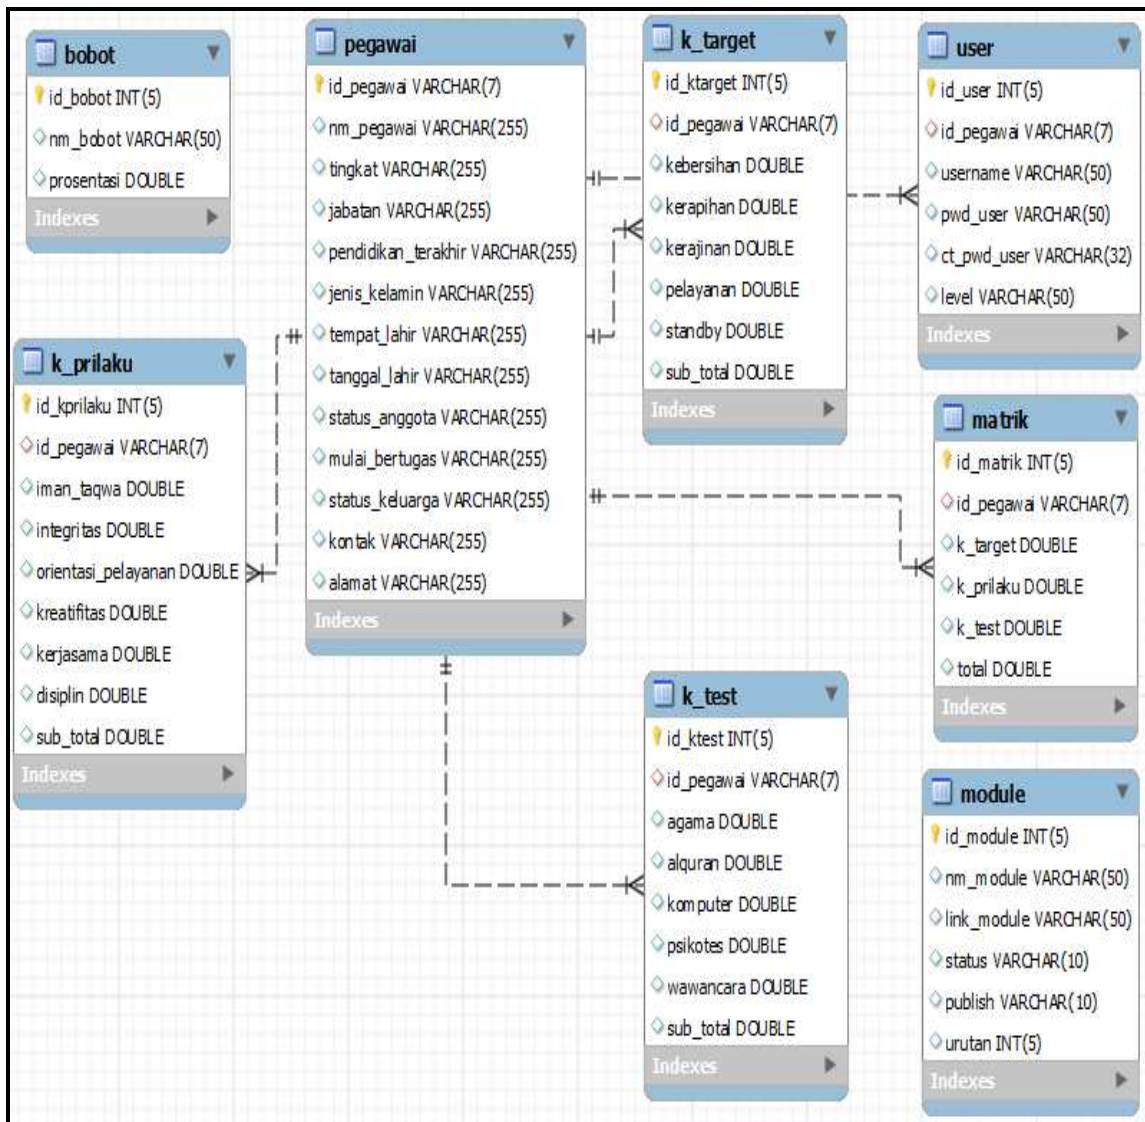 bobot
id_bobot INT(5)
nm_bobot VARCHAR(50)
prosentasi DOUBLE
Indexes
pegawai
id_pegawai VARCHAR(7)
nm_pegawai VARCHAR(255)
tingkat VARCHAR(255)
jabatan VARCHAR(255)
pendidikan_terakhir VARCHAR(255)
jenis_kelamin VARCHAR(255)
tempat_lahir VARCHAR(255)
tanggal_lahir VARCHAR(255)
status_anggota VARCHAR(255)
mulai_bertugas VARCHAR(255)
status_keluarga VARCHAR(255)
kontak VARCHAR(255)
alamat VARCHAR(255)
Indexes
k_target
id_ktarget INT(5)
id_pegawai VARCHAR(7)
kebersihan DOUBLE
kerapihan DOUBLE
kerajinan DOUBLE
pelayanan DOUBLE
standby DOUBLE
sub_total DOUBLE
Indexes
user
id_user INT(5)
id_pegawai VARCHAR(7)
username VARCHAR(50)
pwd_user VARCHAR(50)
ct_pwd_user VARCHAR(32)
level VARCHAR(50)
Indexes
k_prilaku
id_kprilaku INT(5)
id_pegawai VARCHAR(7)
iman_taqwa DOUBLE
integritas DOUBLE
orientasi_pelayanan DOUBLE
kreatifitas DOUBLE
kerjasama DOUBLE
disiplin DOUBLE
sub_total DOUBLE
Indexes
matrik
id_matrik INT(5)
id_pegawai VARCHAR(7)
k_target DOUBLE
k_prilaku DOUBLE
k_test DOUBLE
total DOUBLE
Indexes
k_test
id_ktest INT(5)
id_pegawai VARCHAR(7)
agama DOUBLE
alquran DOUBLE
komputer DOUBLE
psikotes DOUBLE
wawancara DOUBLE
sub_total DOUBLE
Indexes
module
id_module INT(5)
nm_module VARCHAR(50)
link_module VARCHAR(50)
status VARCHAR(10)
publish VARCHAR(10)
urutan INT(5)
Indexes